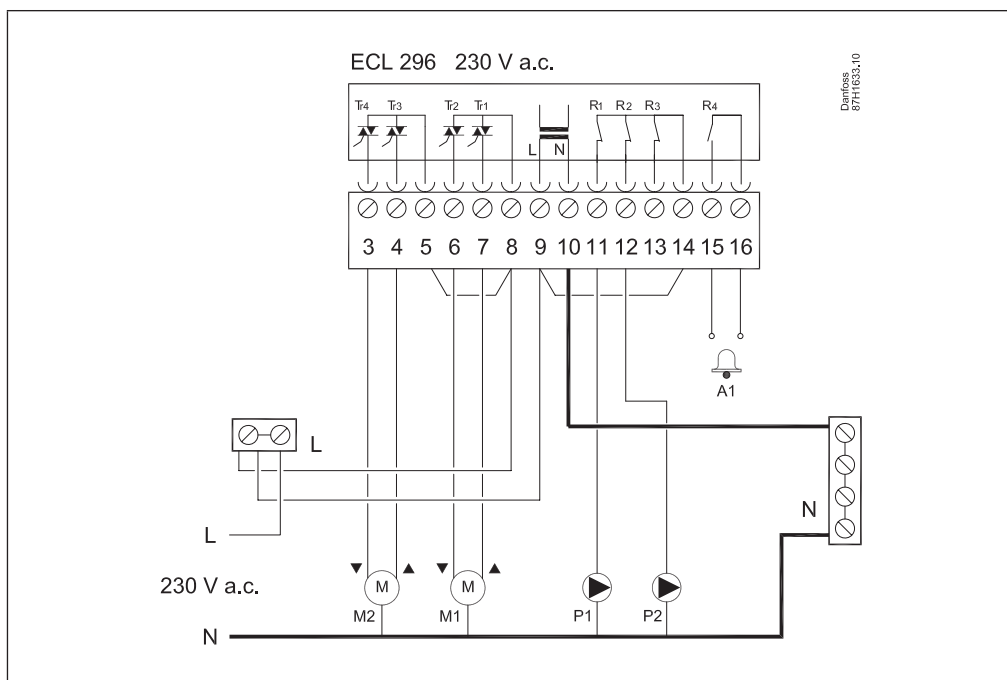 ECL 296 230 V a.c.
Danfoss
87H1633.10
Tr4 Tr3 Tr2 Tr1 R1 R2 R3 R4
L N
3 4 5 6 7 8 9 10 11 12 13 14 15 16
A1
L
N
L
230 V a.c.
M M
M2 M1 P1 P2
N